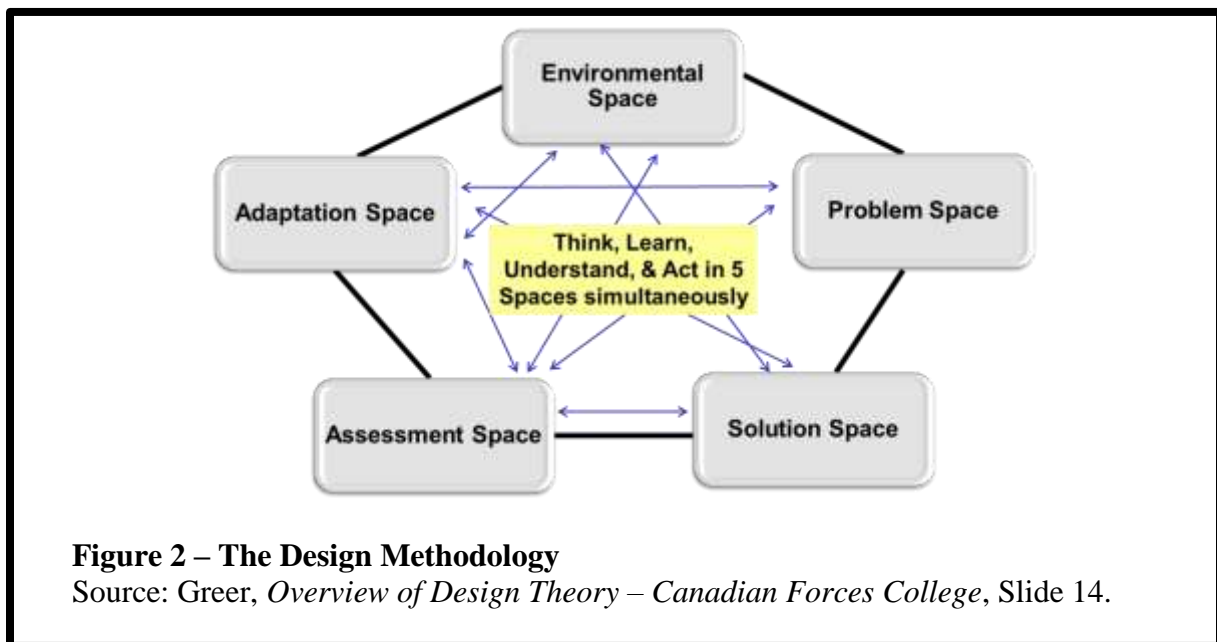 Environmental
Space
Adaptation Space
Problem Space
Think, Learn,
Understand, & Act in 5
Spaces simultaneously
Assessment Space
Solution Space
Figure 2 – The Design Methodology
Source: Greer, Overview of Design Theory – Canadian Forces College, Slide 14.